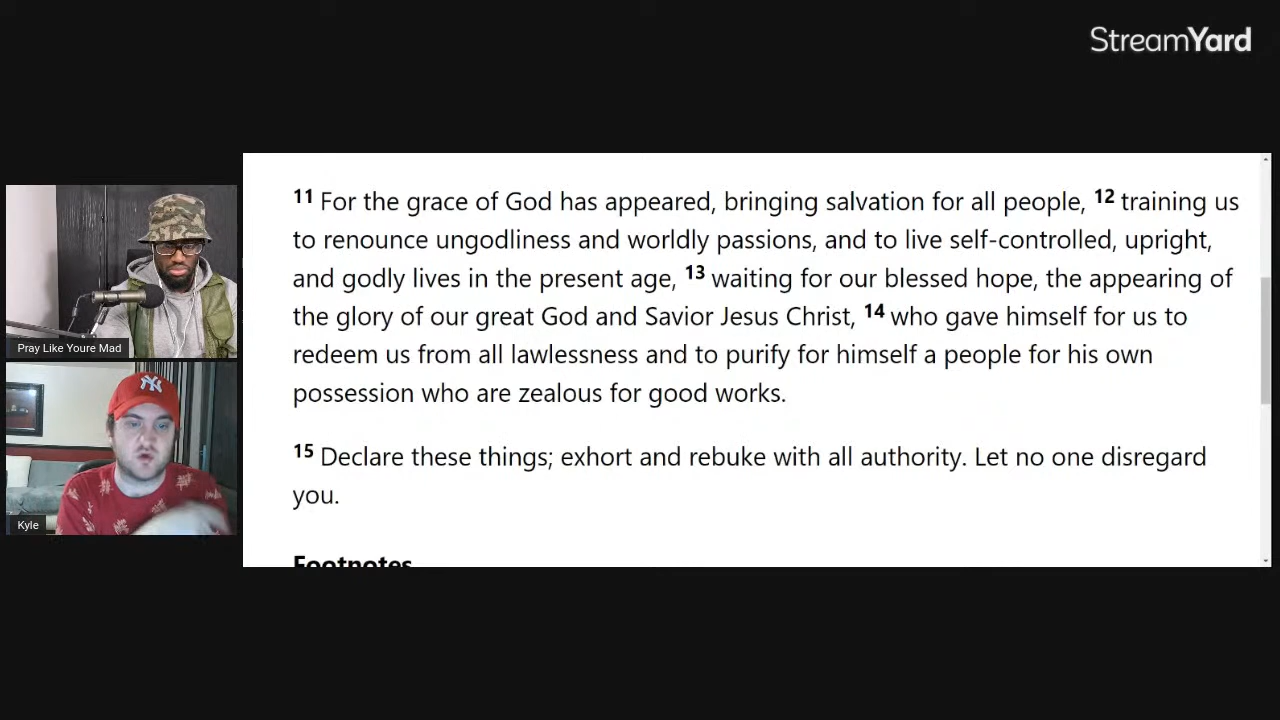 StreamYard
11 For the grace of God has appeared, bringing salvation for all people, 12 training us
to renounce ungodliness and worldly passions, and to live self-controlled, upright,
and godly lives in the present age, 13 waiting for our blessed hope, the appearing of
the glory of our great God and Savior Jesus Christ, 14 who gave himself for us to
redeem us from all lawlessness and to purify for himself a people for his own
possession who are zealous for good works.
15 Declare these things; exhort and rebuke with all authority. Let no one disregard
you.
Footnotes
Pray Like Youre Mad
NY
Kyle